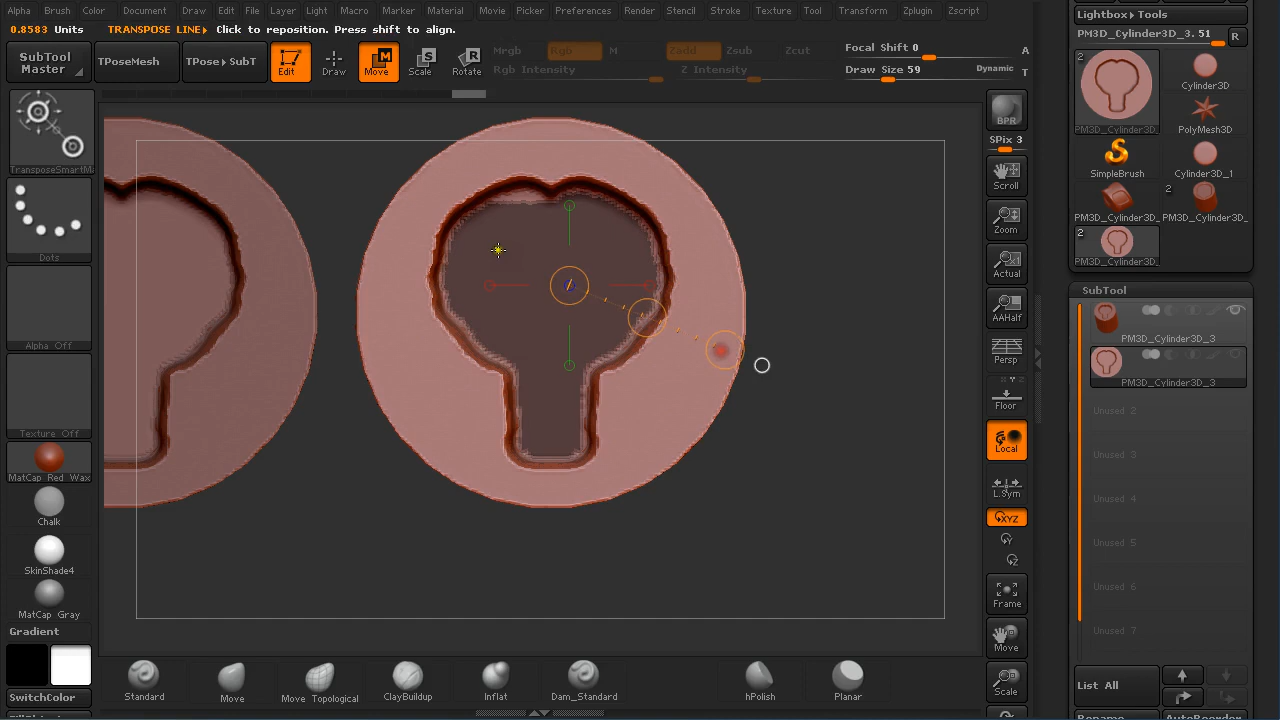 Alpha Brush Color Document Draw Edit File Layer Light Macro Marker Material Movie Picker Preferences Render Stencil Stroke Texture Tool Transform Zplugin Zscript
0.8583 Units TRANSPOSE LINE▸ Click to reposition. Press shift to align.
SubTool Master
TPoseMesh
TPose▸SubT
Edit
Draw
Move
Scale
Rotate
Mrgb Rgb M
Rgb Intensity
Zadd Zsub Zcut
Z Intensity
Focal Shift 0
Draw Size 59
Dynamic
A
T
TransposeSmartMa
Dots
Alpha Off
Texture Off
MatCap Red Wax
Chalk
SkinShade4
MatCap Gray
Gradient
SwitchColor
Standard
Move
Move Topological
ClayBuildup
Inflat
Dam_Standard
hPolish
Planar
BPR
SPix 3
Scroll
Zoom
Actual
AAHalf
Persp
Floor
Local
L.Sym
XYZ
Y
Z
Frame
Move
Scale
Lightbox▸Tools
PM3D_Cylinder3D_3. 51
R
2
PM3D_Cylinder3D_
Cylinder3D
PolyMesh3D
SimpleBrush
Cylinder3D_1
PM3D_Cylinder3D_
2
PM3D_Cylinder3D_
2
PM3D_Cylinder3D_
SubTool
PM3D_Cylinder3D_3
PM3D_Cylinder3D_3
Unused 2
Unused 3
Unused 4
Unused 5
Unused 6
Unused 7
List All
Rename
AutoReorder